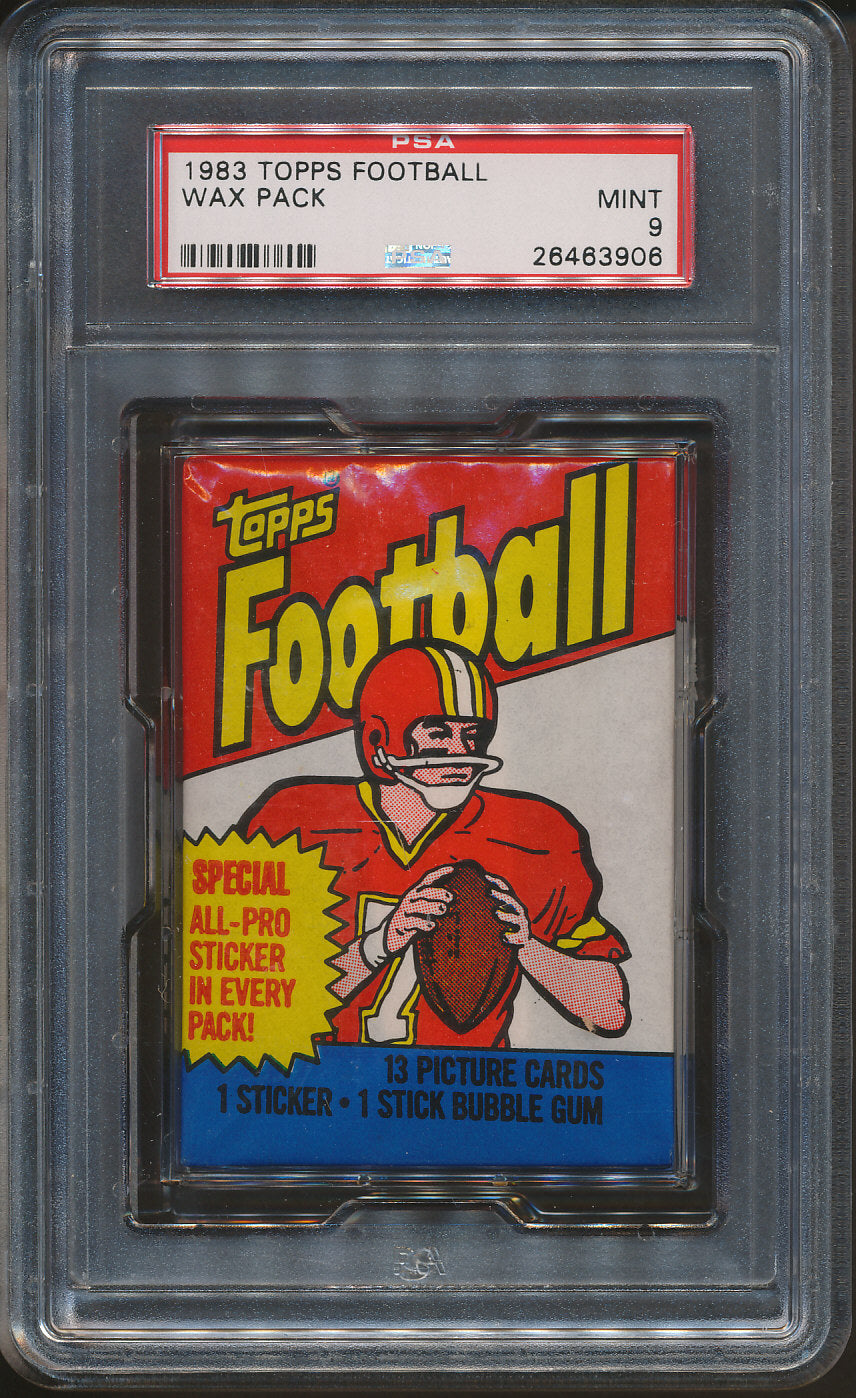 PSA
1983 TOPPS FOOTBALL
WAX PACK
MINT
9
26463906
topps
Football
SPECIAL
ALL-PRO
STICKER
IN EVERY
PACK!
13 PICTURE CARDS
1 STICKER • 1 STICK BUBBLE GUM
PSA